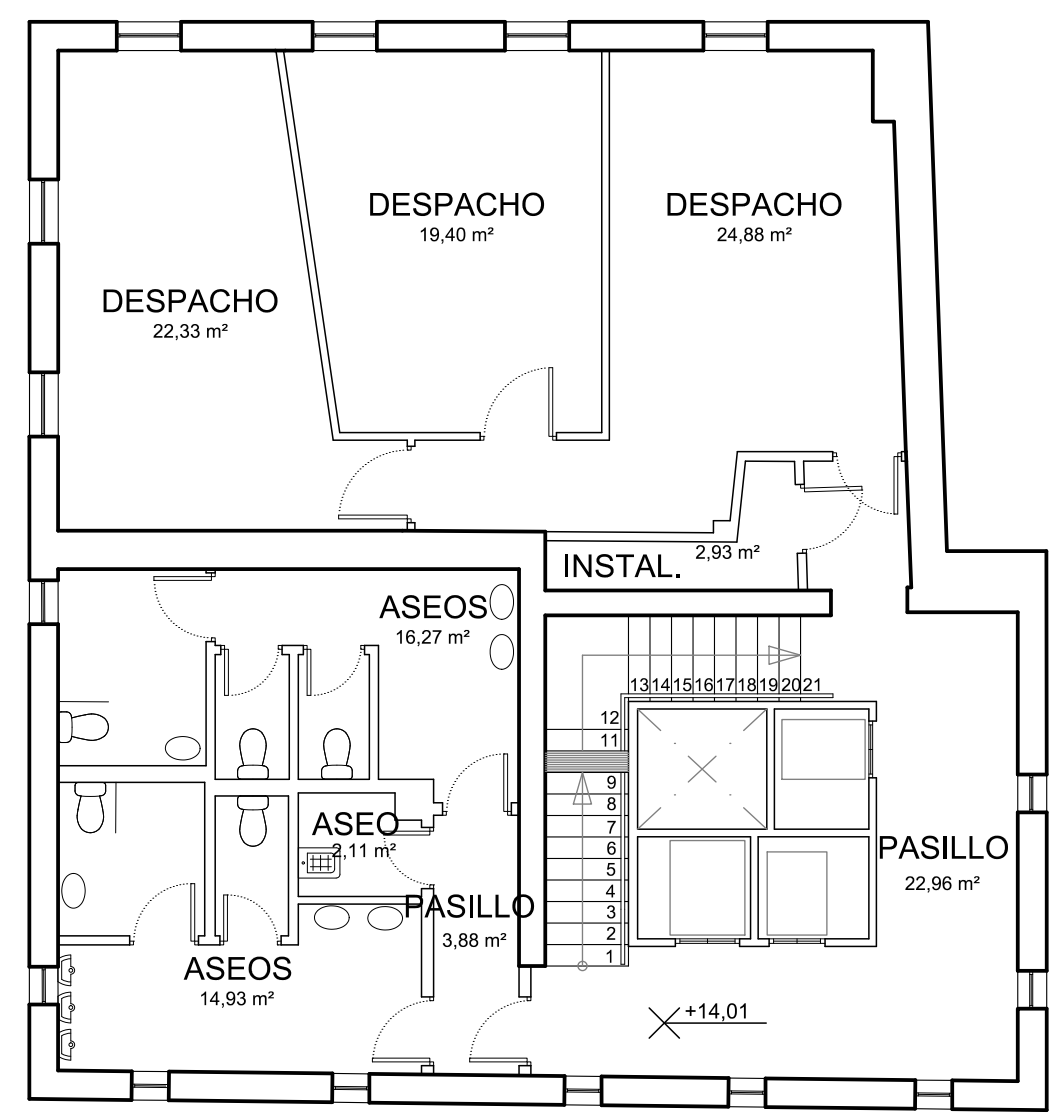 DESPACHO
19,40 m²
DESPACHO
24,88 m²
DESPACHO
22,33 m²
2,93 m²
INSTAL.
ASEOS
16,27 m²
13 14 15 16 17 18 19 20 21
12
11
9
8
7
6
5
4
3
2
1
ASEO
2,11 m²
PASILLO
22,96 m²
PASILLO
3,88 m²
ASEOS
14,93 m²
+14,01